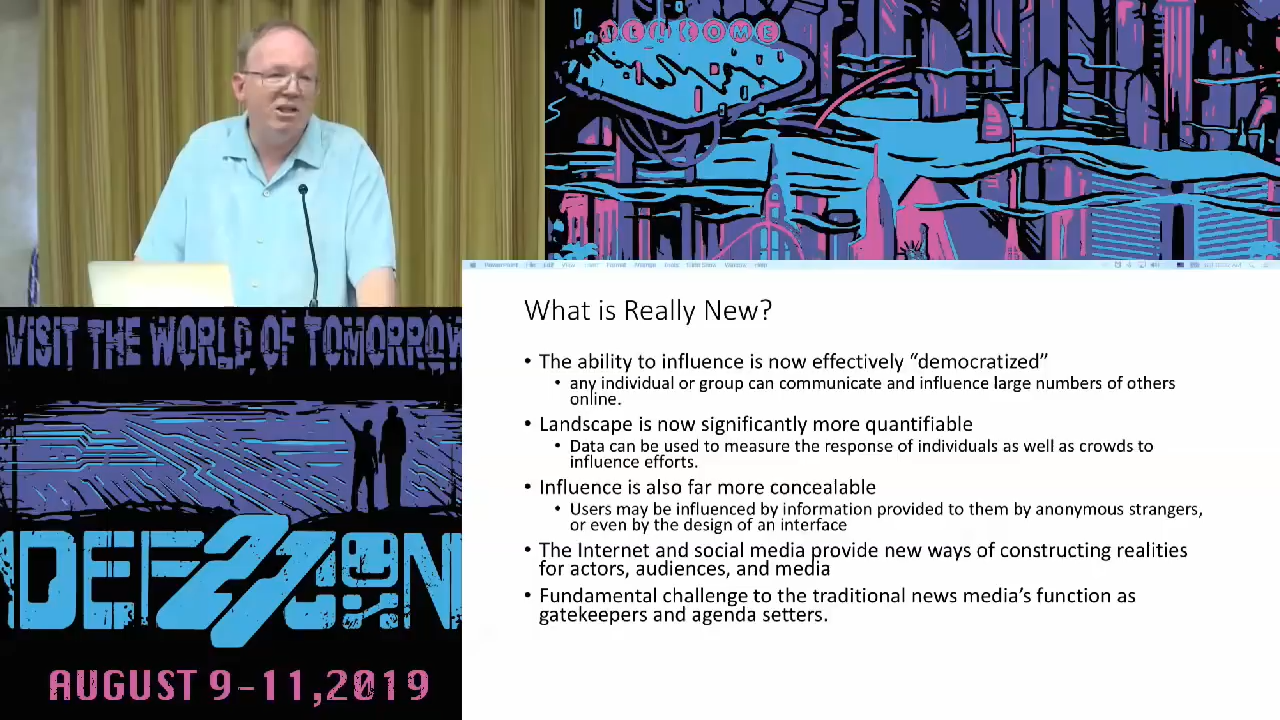 WELCOME
What is Really New?
• The ability to influence is now effectively “democratized”
• any individual or group can communicate and influence large numbers of others
online.
• Landscape is now significantly more quantifiable
• Data can be used to measure the response of individuals as well as crowds to
influence efforts.
• Influence is also far more concealable
• Users may be influenced by information provided to them by anonymous strangers,
or even by the design of an interface
• The Internet and social media provide new ways of constructing realities
for actors, audiences, and media
• Fundamental challenge to the traditional news media’s function as
gatekeepers and agenda setters.
VISIT THE WORLD OF TOMORROW
DEF 27 CON
AUGUST 9-11,2019